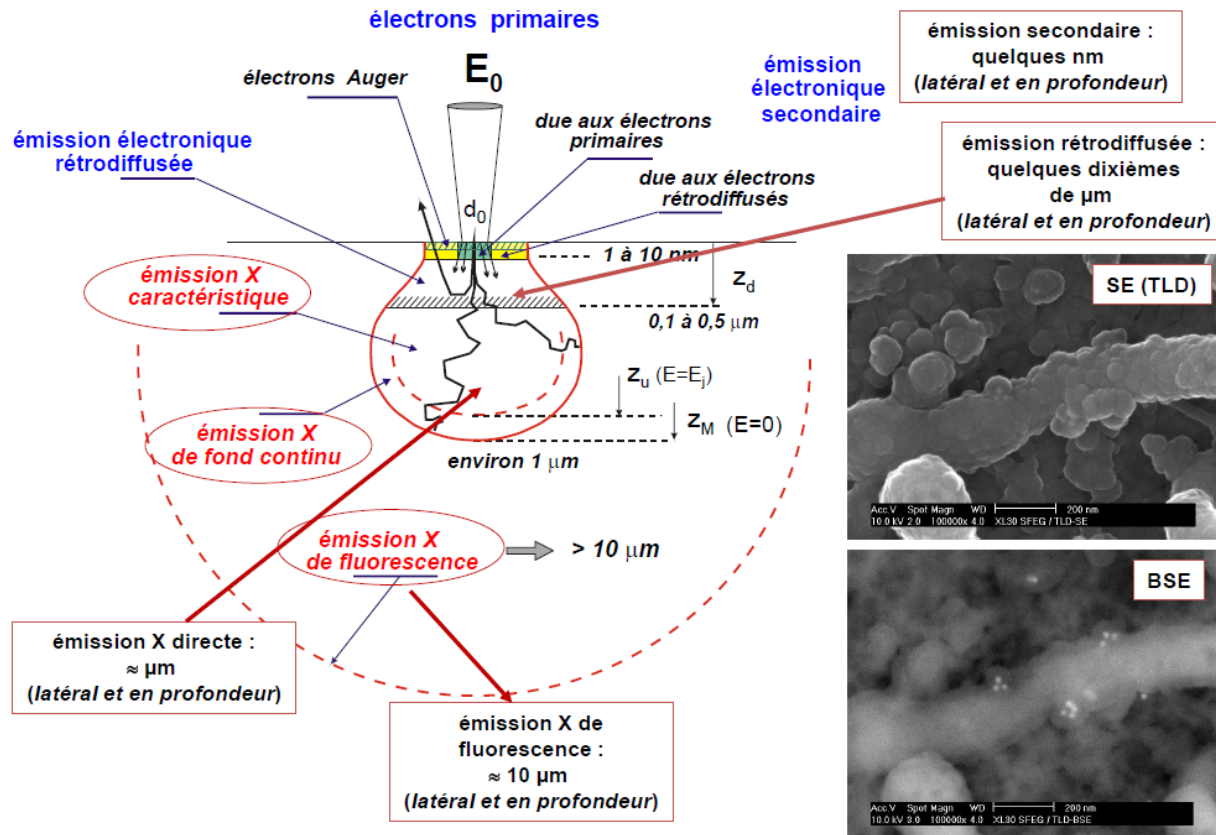 électrons primaires
E0
électrons Auger
émission électronique
rétrodiffusée
due aux électrons
primaires
due aux électrons
rétrodiffusés
émission
électronique
secondaire
émission secondaire :
quelques nm
(latéral et en profondeur)
émission rétrodiffusée :
quelques dixièmes
de μm
(latéral et en profondeur)
d0
1 à 10 nm
zd
0,1 à 0,5 μm
émission X
caractéristique
zu (E=Ej)
zM (E=0)
environ 1 μm
émission X
de fond continu
émission X
de fluorescence
> 10 μm
émission X directe :
≈ μm
(latéral et en profondeur)
émission X de
fluorescence :
≈ 10 μm
(latéral et en profondeur)
SE (TLD)
Acc.V Spot Magn WD 200 nm
10.0 kV 2.0 100000x 4.0 XL30 SFEG / TLD-SE
BSE
Acc.V Spot Magn WD 200 nm
10.0 kV 3.0 100000x 4.0 XL30 SFEG / TLD-BSE